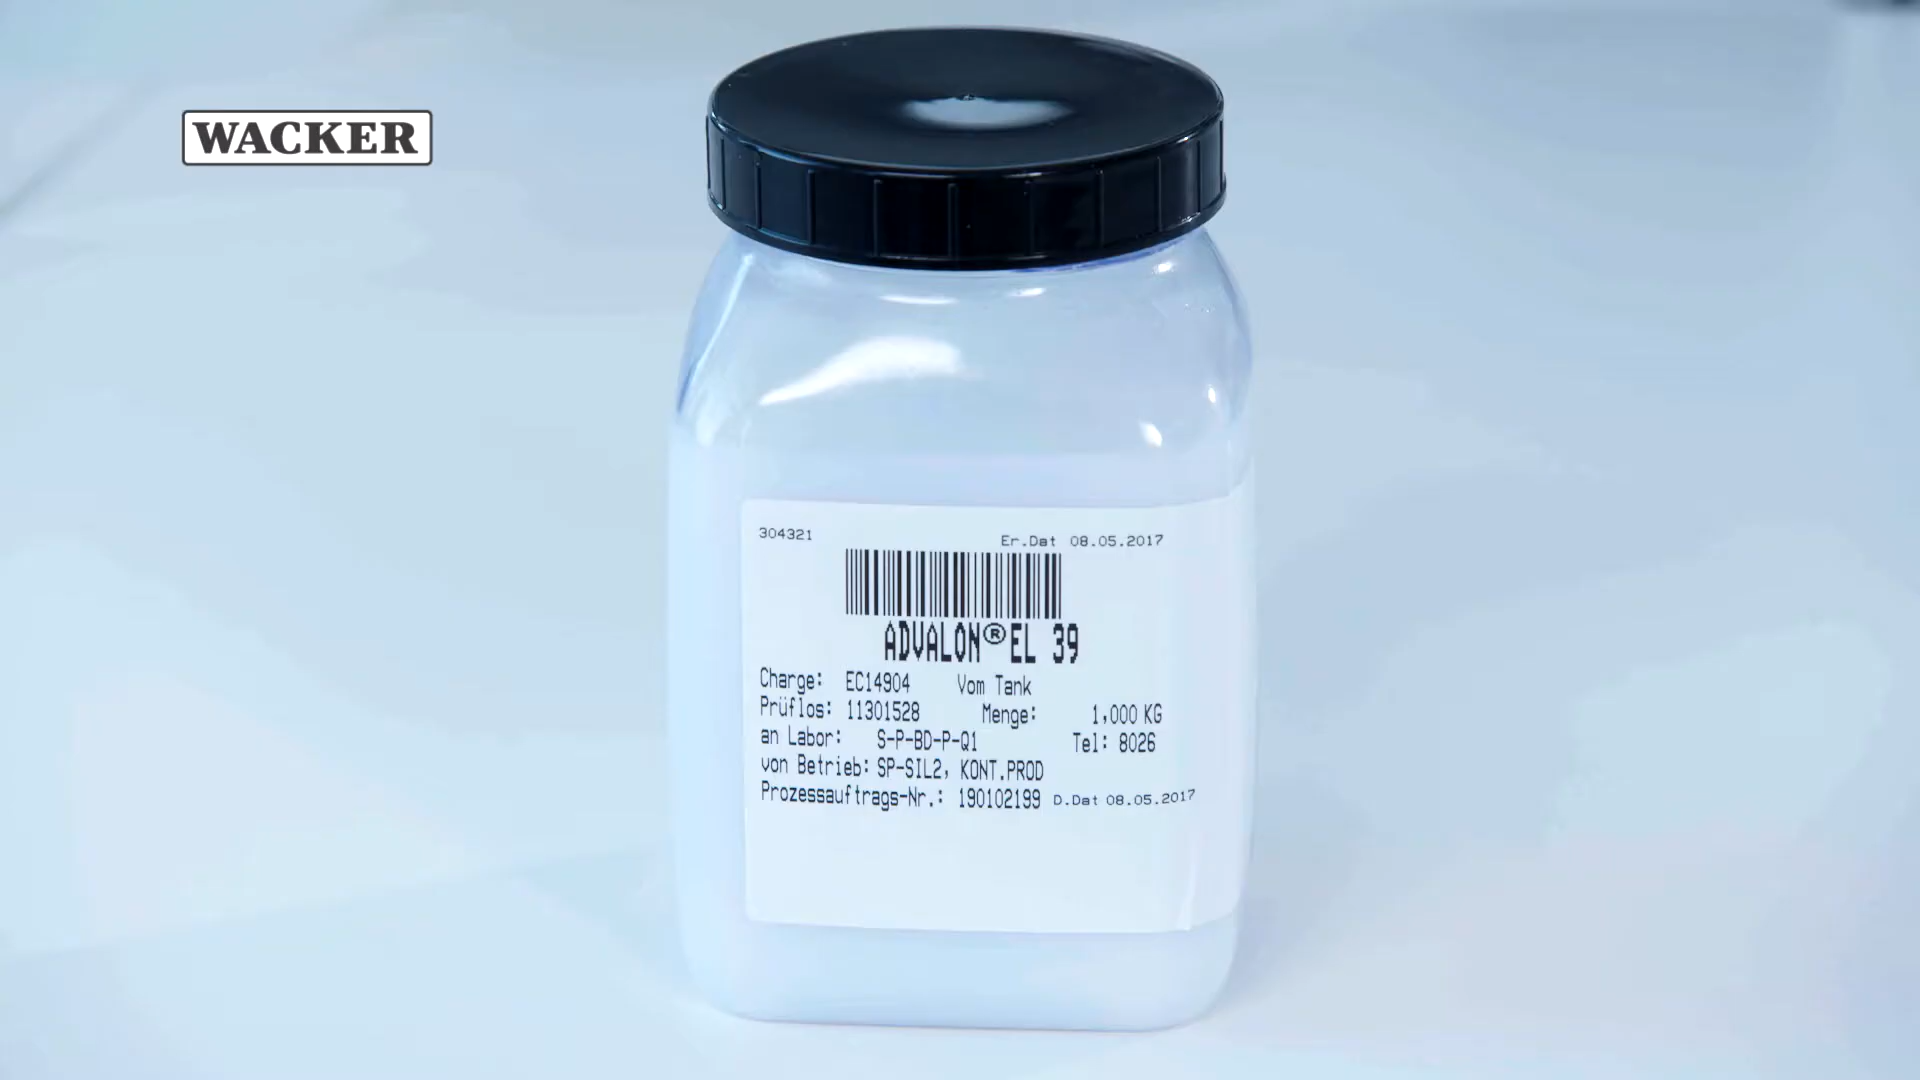 WACKER
304321 Er.Dat 08.05.2017
ADVALON® EL 39
Charge: EC14904 Vom Tank
Prüflos: 11301528 Menge: 1,000 KG
an Labor: S-P-BD-P-Q1 Tel: 8026
von Betrieb: SP-SIL2, KONT.PROD
Prozessauftrags-Nr.: 190102199 D.Dat 08.05.2017